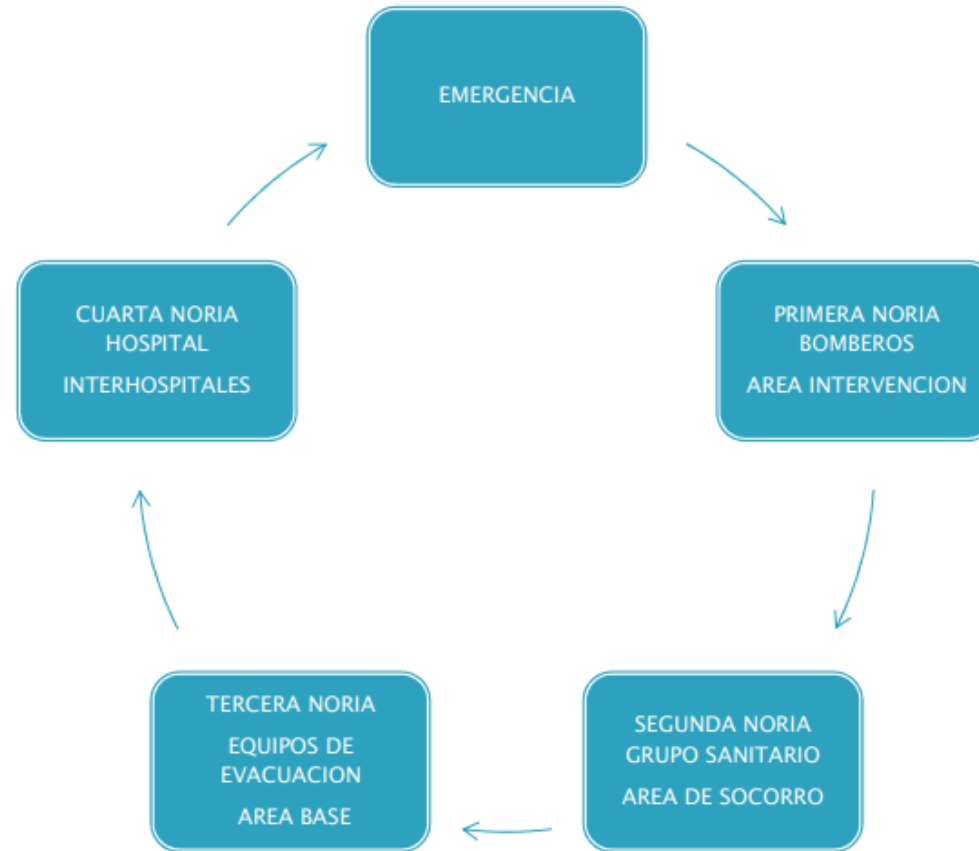 EMERGENCIA
PRIMERA NORIA
BOMBEROS
AREA INTERVENCION
SEGUNDA NORIA
GRUPO SANITARIO
AREA DE SOCORRO
TERCERA NORIA
EQUIPOS DE
EVACUACION
AREA BASE
CUARTA NORIA
HOSPITAL
INTERHOSPITALES